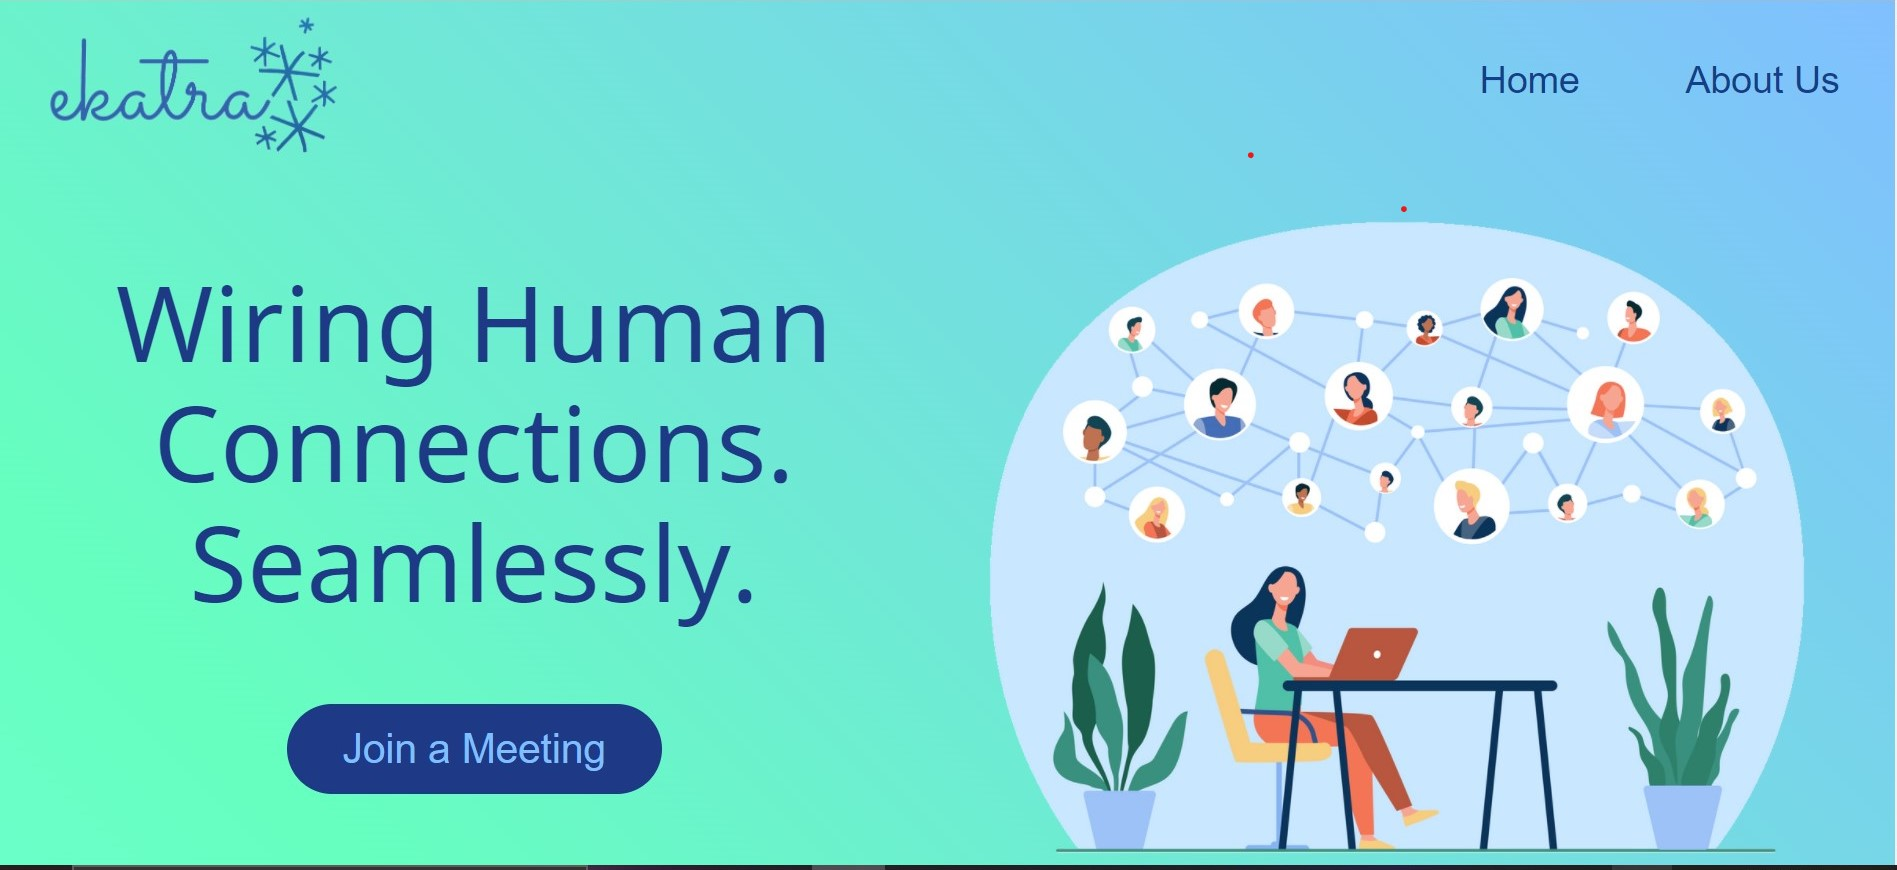 ekatra
Home
About Us
Wiring Human
Connections.
Seamlessly.
Join a Meeting